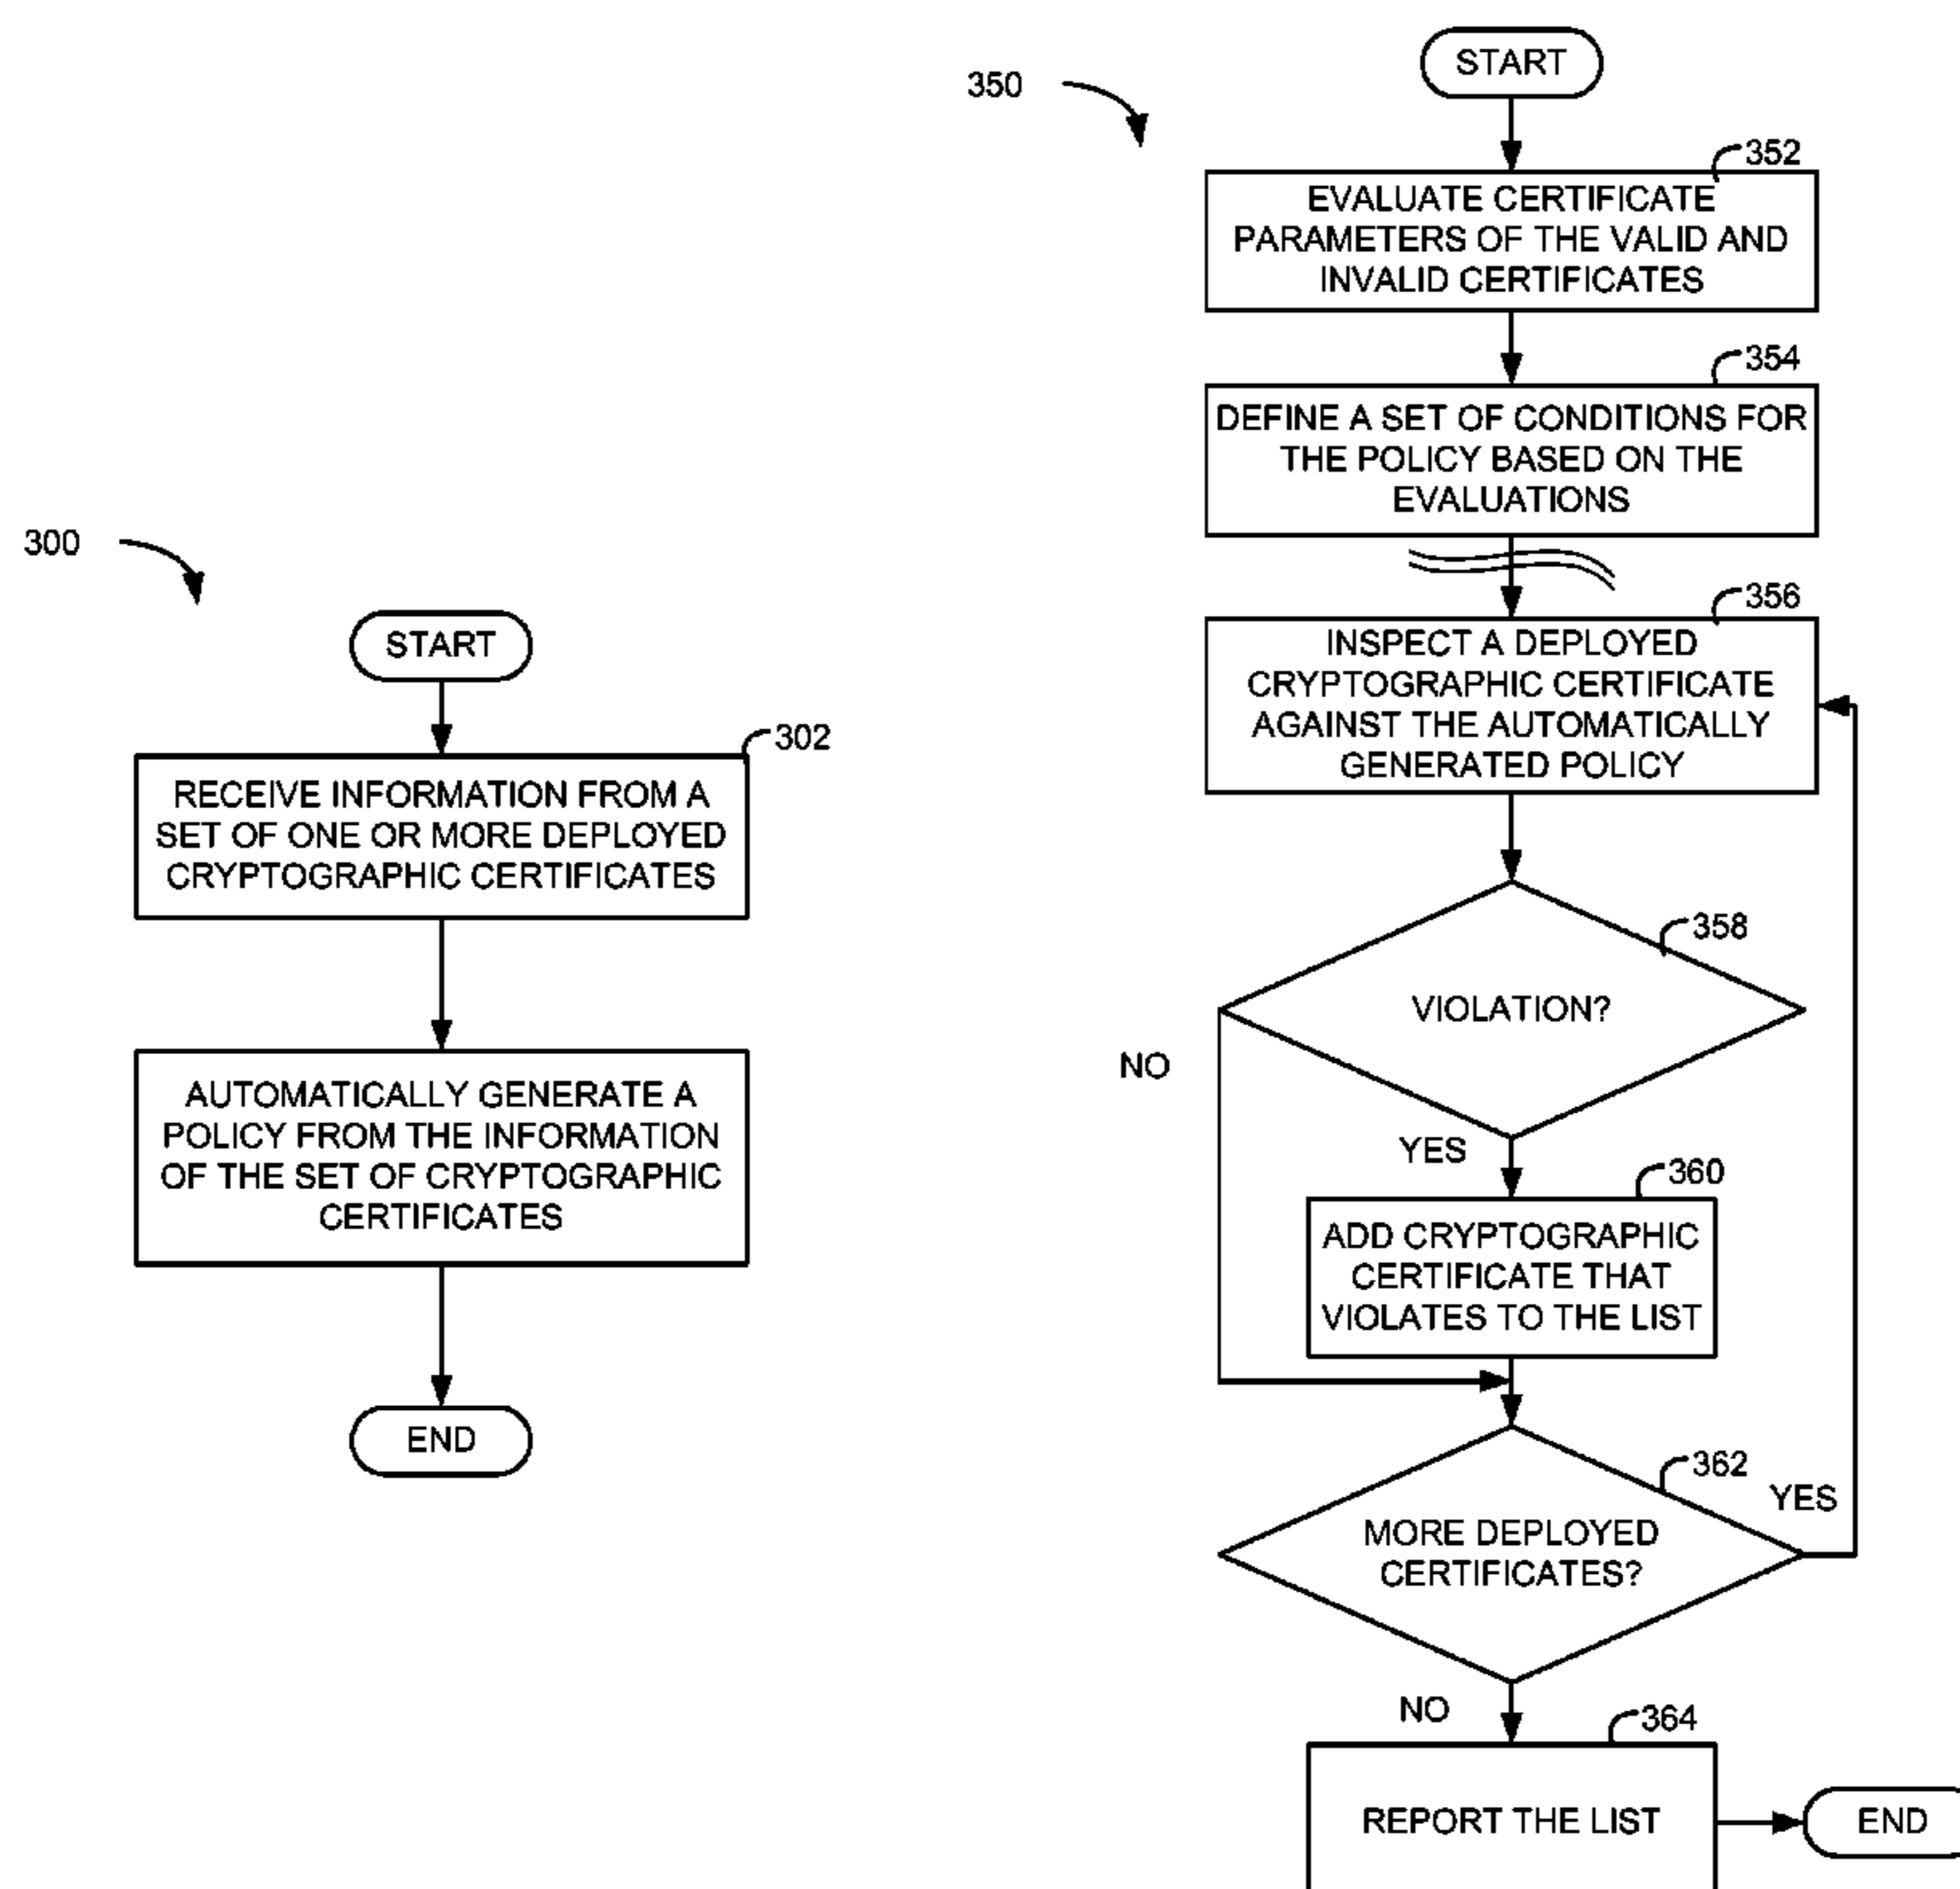 300
START
302
RECEIVE INFORMATION FROM A
SET OF ONE OR MORE DEPLOYED
CRYPTOGRAPHIC CERTIFICATES
AUTOMATICALLY GENERATE A
POLICY FROM THE INFORMATION
OF THE SET OF CRYPTOGRAPHIC
CERTIFICATES
END
350
START
352
EVALUATE CERTIFICATE
PARAMETERS OF THE VALID AND
INVALID CERTIFICATES
354
DEFINE A SET OF CONDITIONS FOR
THE POLICY BASED ON THE
EVALUATIONS
356
INSPECT A DEPLOYED
CRYPTOGRAPHIC CERTIFICATE
AGAINST THE AUTOMATICALLY
GENERATED POLICY
358
VIOLATION?
NO
YES
360
ADD CRYPTOGRAPHIC
CERTIFICATE THAT
VIOLATES TO THE LIST
362
YES
MORE DEPLOYED
CERTIFICATES?
NO
364
REPORT THE LIST
END